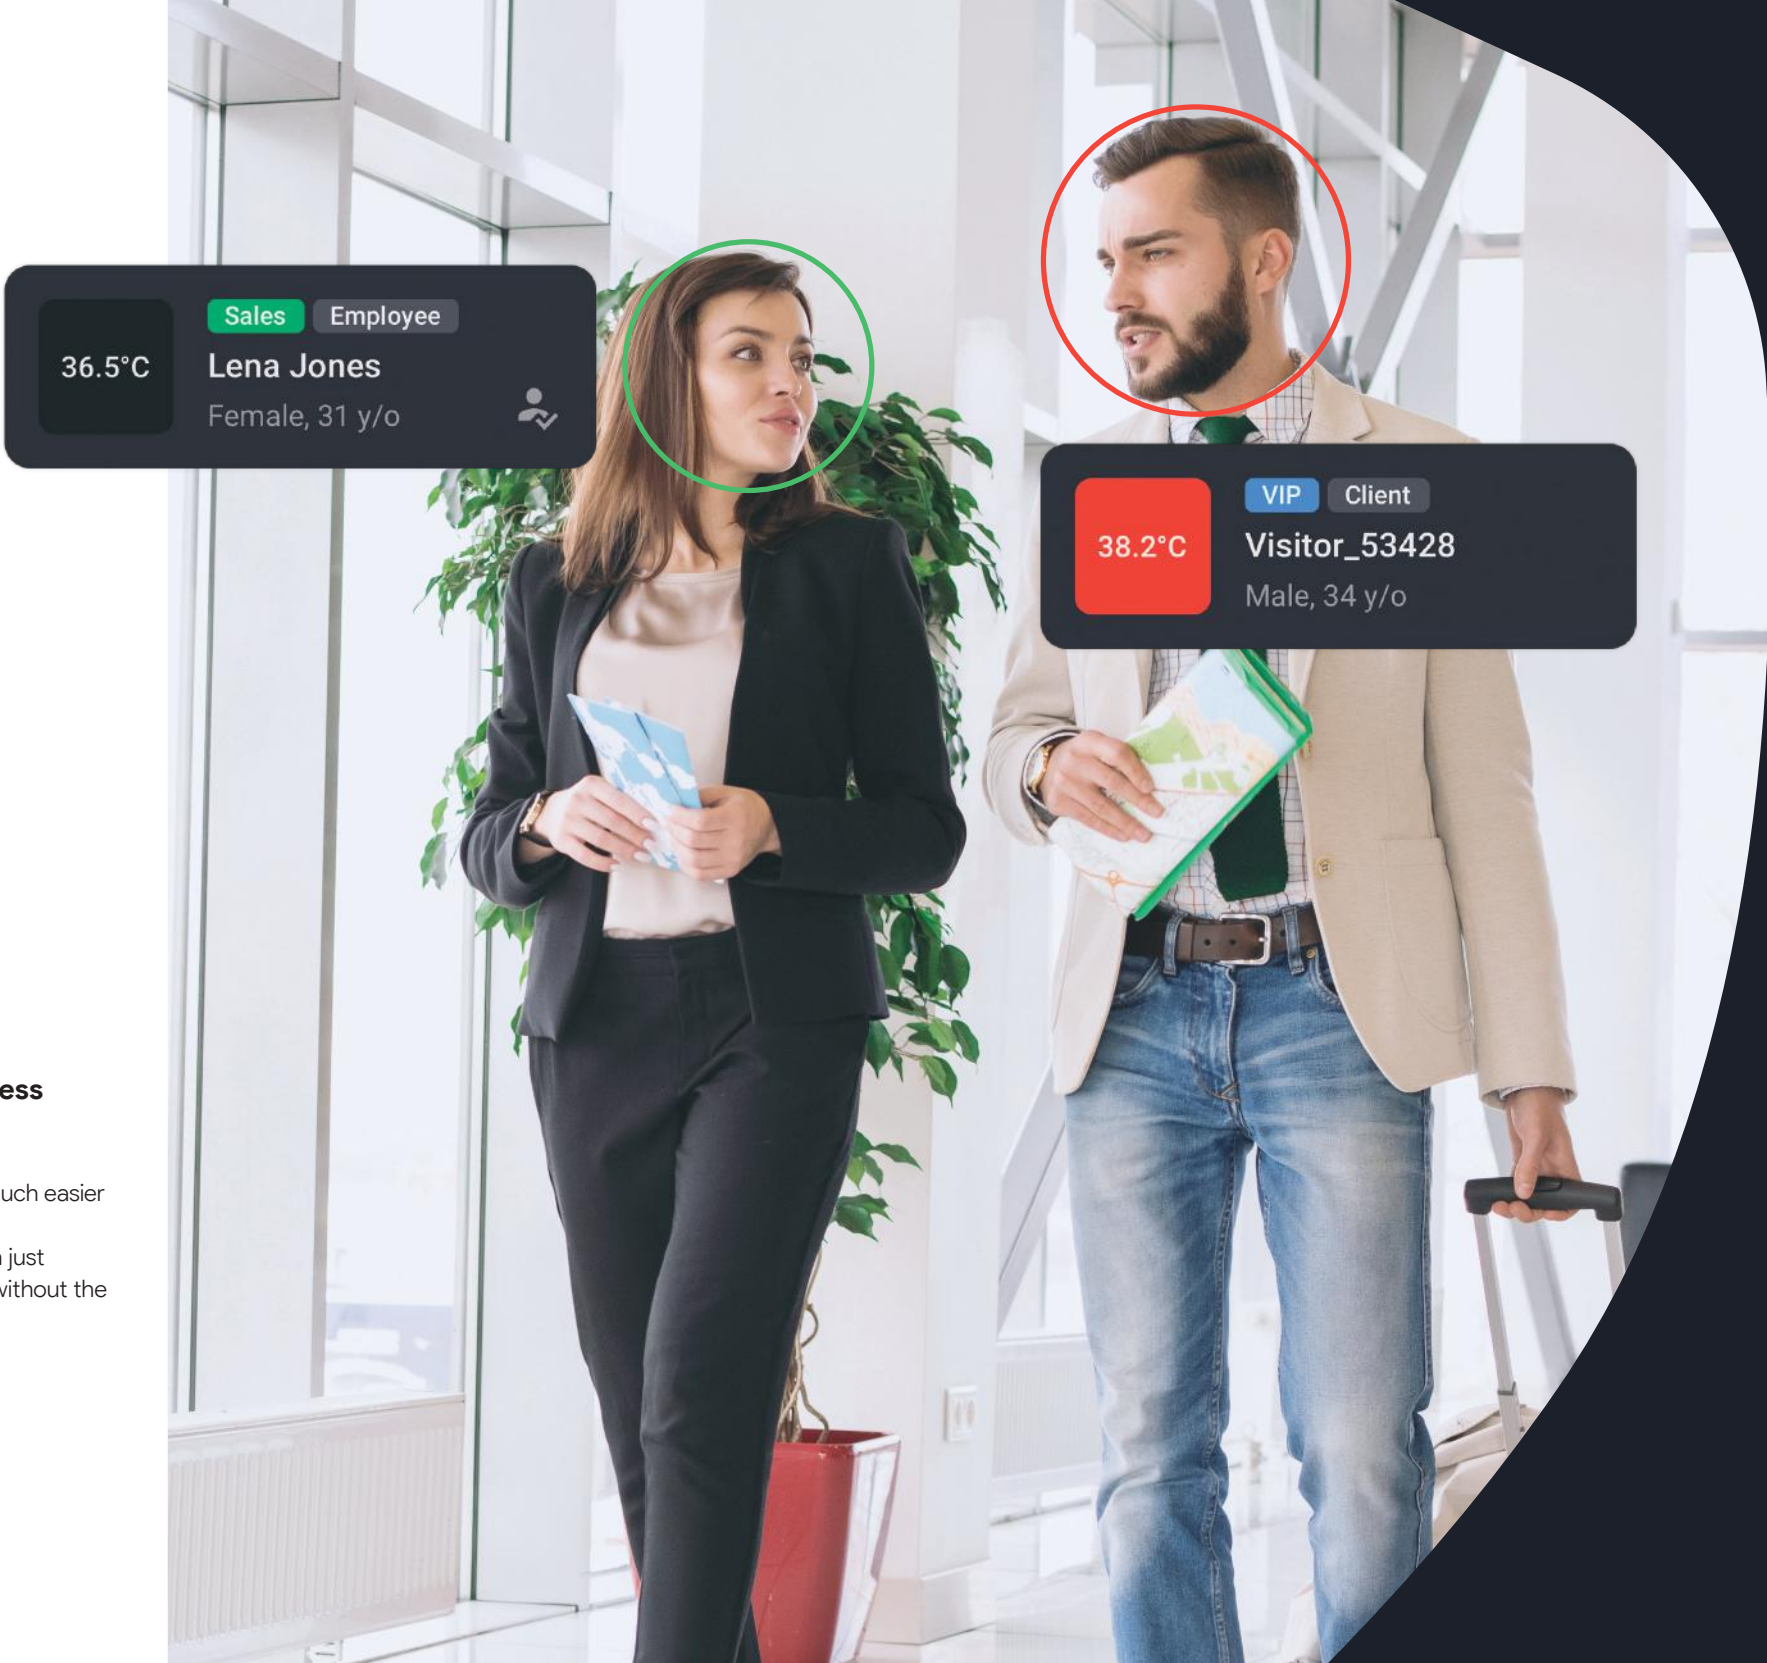 Sales Employee
36.5°C
Lena Jones
Female, 31 y/o
VIP Client
38.2°C
Visitor_53428
Male, 34 y/o
ess
uch easier
just
without the